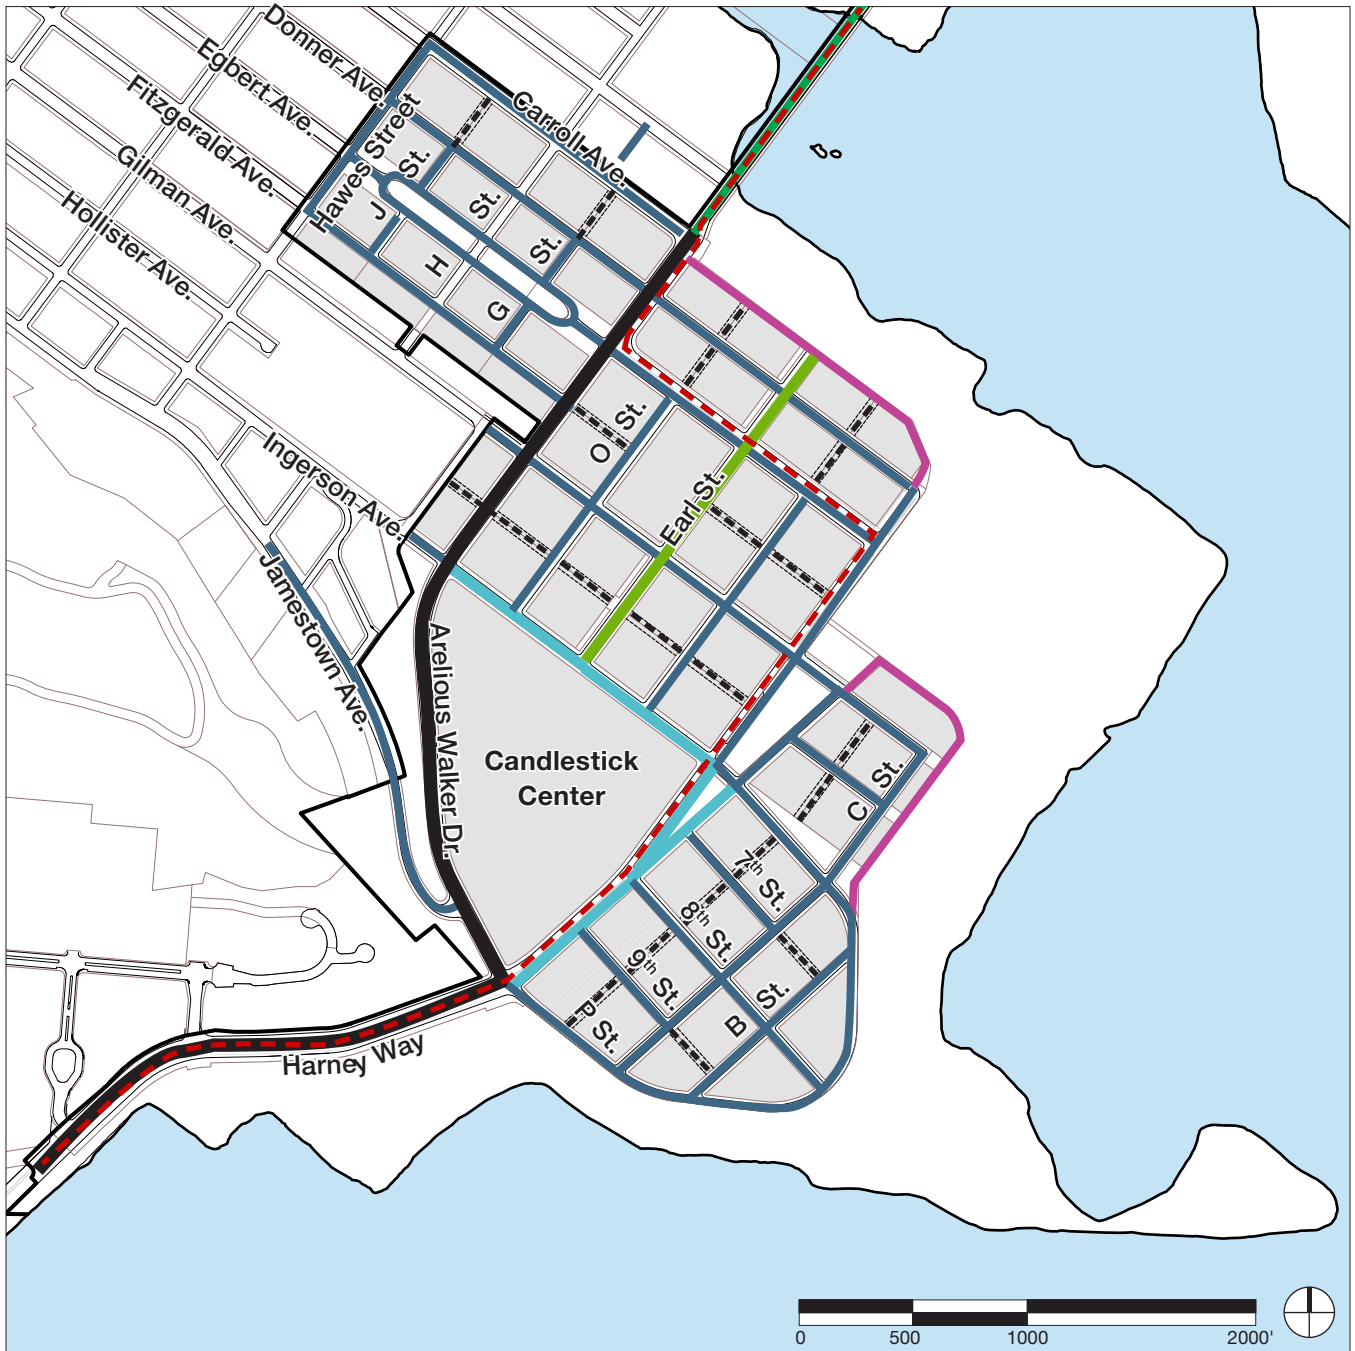 Donner Ave.
Egbert Ave.
Fitzgerald Ave.
Gilman Ave.
Hollister Ave.
Hawes Street
Carroll Ave.
J St.
H St.
G St.
O St.
Earl St.
Ingerson Ave.
Jamestown Ave.
Arelious Walker Dr.
Candlestick
Center
C St.
7th St.
8th St.
9th St.
P St.
B St.
Harney Way
0 500 1000 2000'